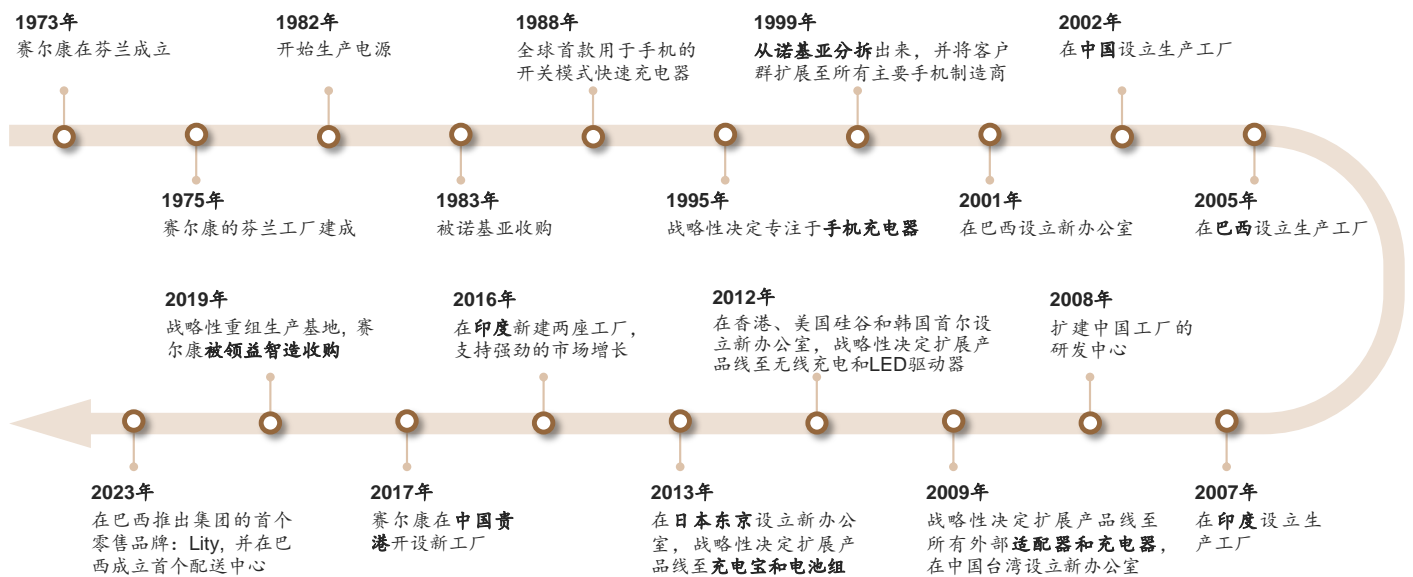 1973年
赛尔康在芬兰成立
1982年
开始生产电源
1988年
全球首款用于手机的
开关模式快速充电器
1999年
从诺基亚分拆出来，并将客户
群扩展至所有主要手机制造商
2002年
在中国设立生产工厂
1975年
赛尔康的芬兰工厂建成
1983年
被诺基亚收购
1995年
战略性决定专注于手机充电器
2001年
在巴西设立新办公室
2005年
在巴西设立生产工厂
2019年
战略性重组生产基地，赛
尔康被领益智造收购
2016年
在印度新建两座工厂，
支持强劲的市场增长
2012年
在香港、美国硅谷和韩国首尔设
立新办公室，战略性决定扩展产
品线至无线充电和LED驱动器
2008年
扩建中国工厂的
研发中心
2023年
在巴西推出集团的首个
零售品牌：Lity，并在巴
西成立首个配送中心
2017年
赛尔康在中国贵
港开设新工厂
2013年
在日本东京设立新办公
室，战略性决定扩展产
品线至充电宝和电池组
2009年
战略性决定扩展产品线至
所有外部适配器和充电器，
在中国台湾设立新办公室
2007年
在印度设立生
产工厂